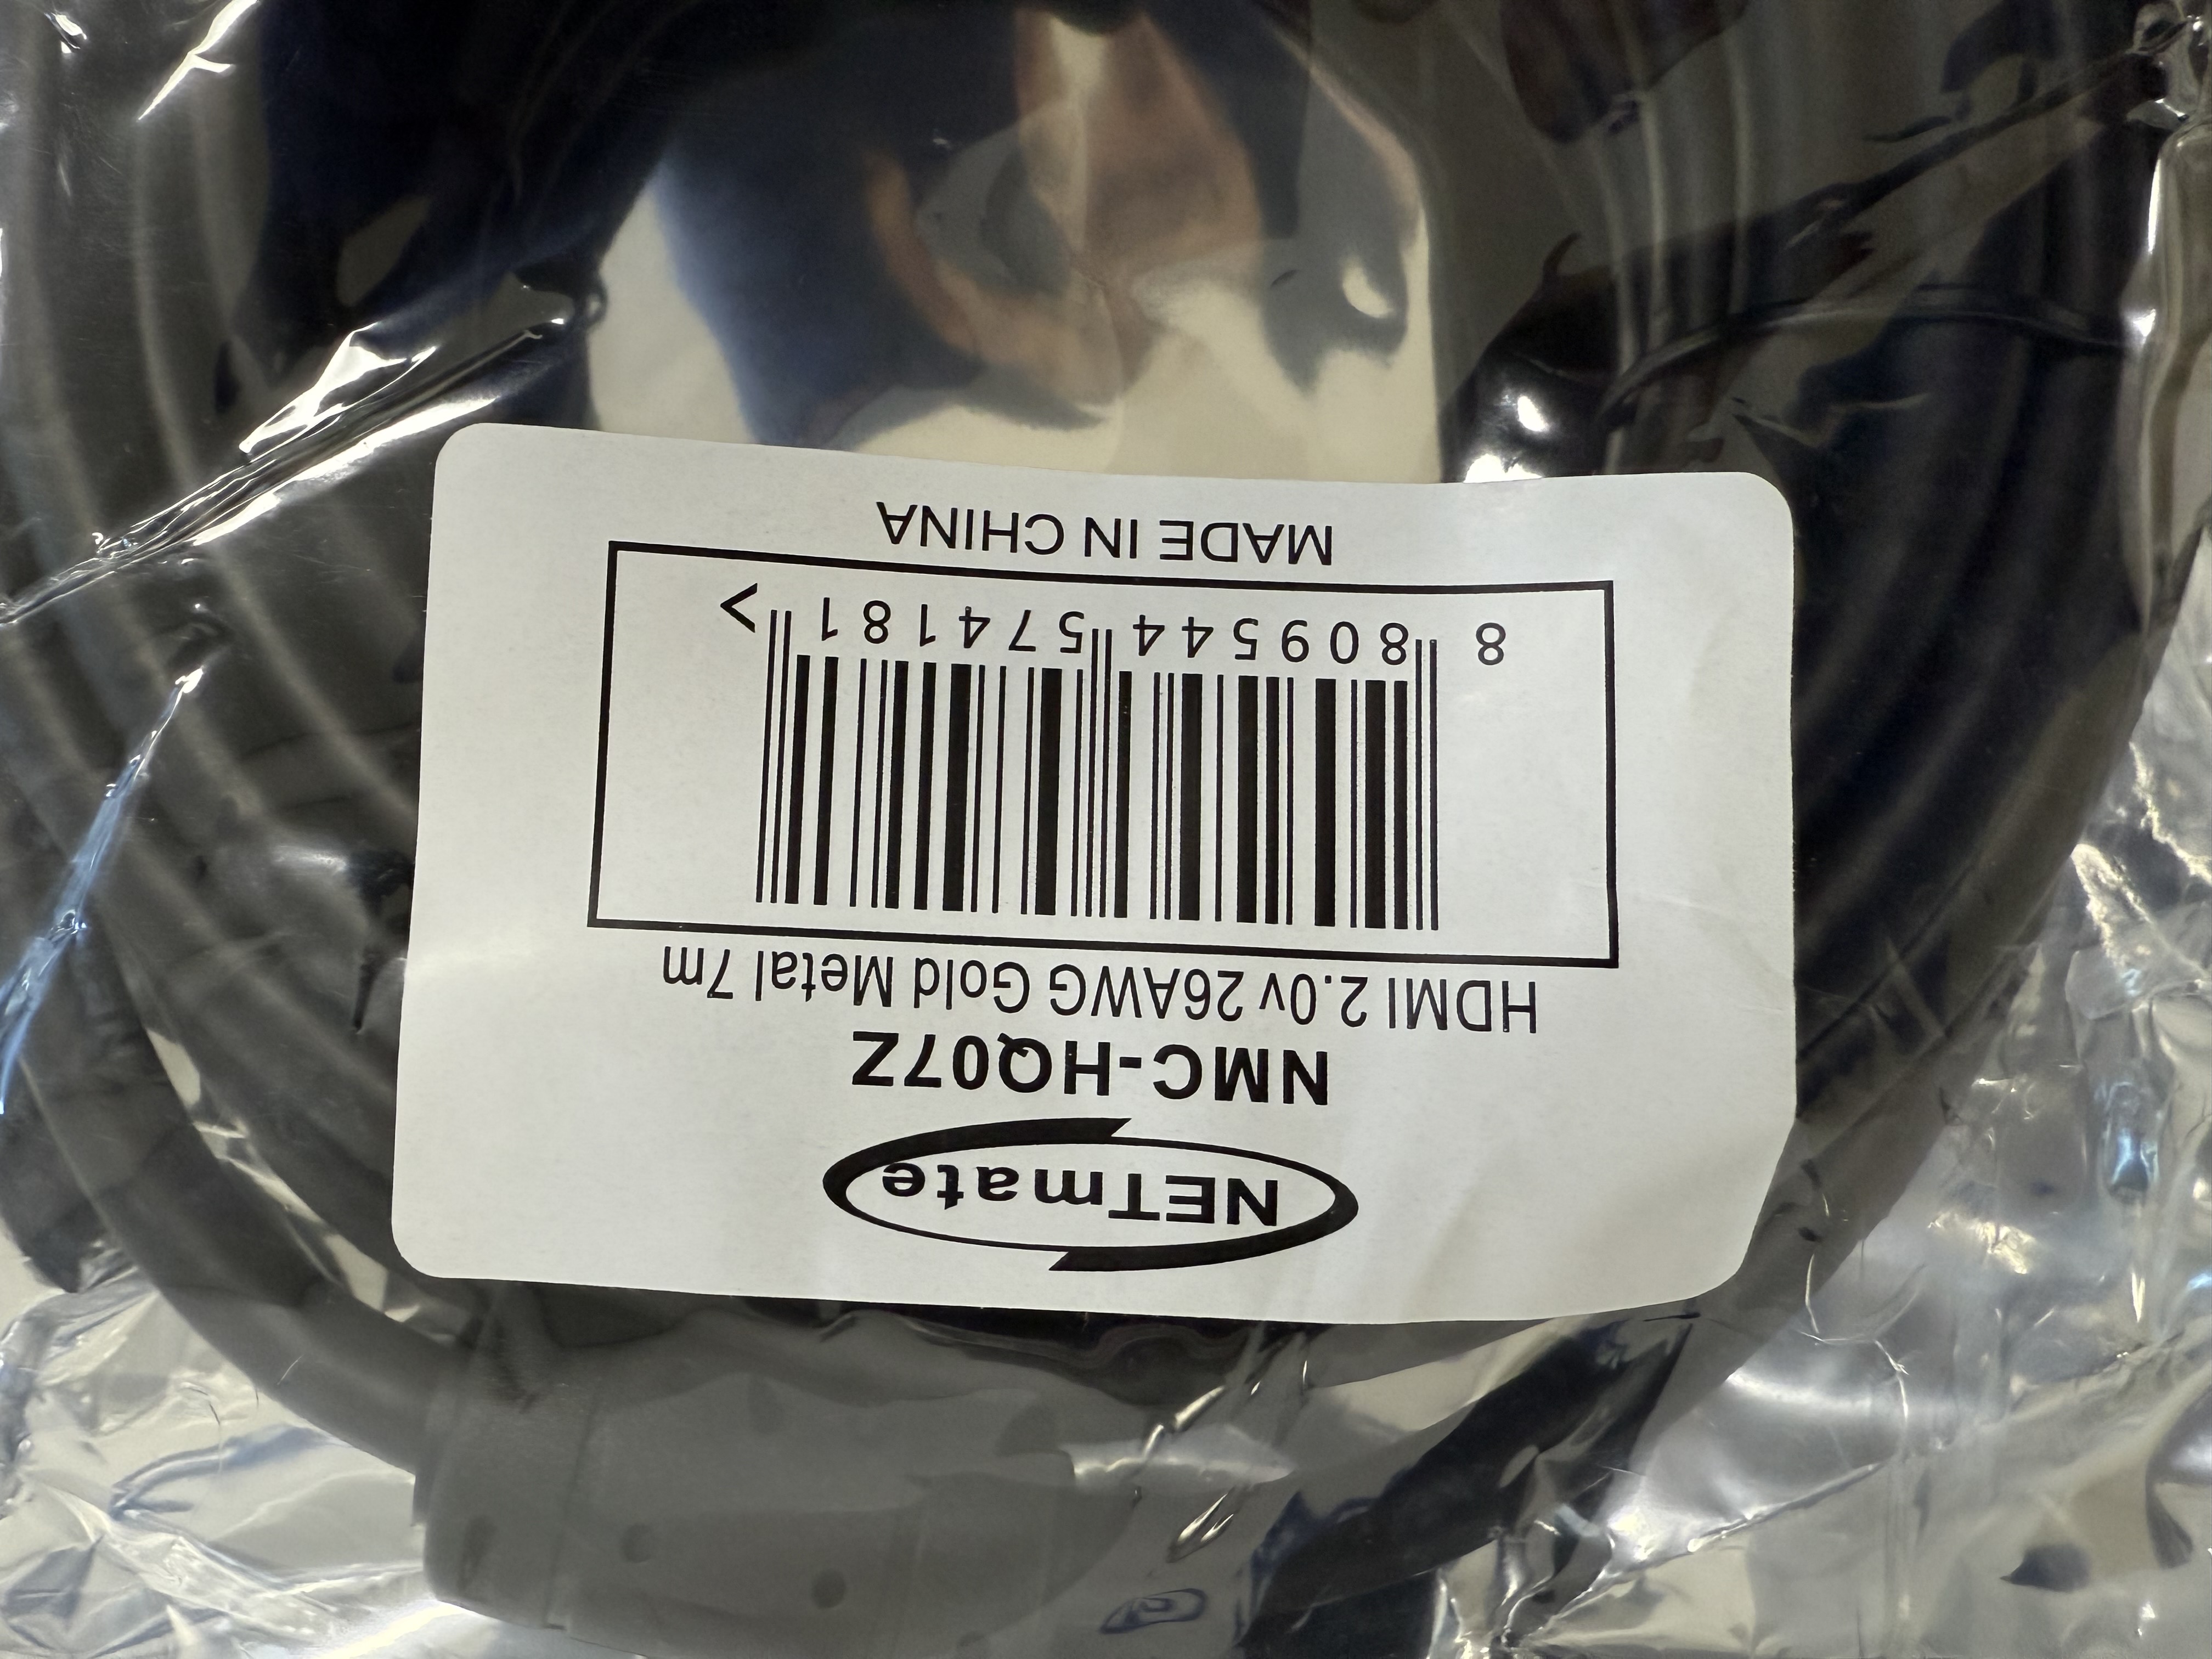 NETmate
NMC-HQ07Z
HDMI 2.0v 26AWG Gold Metal 7m
8 809544 574181 >
MADE IN CHINA